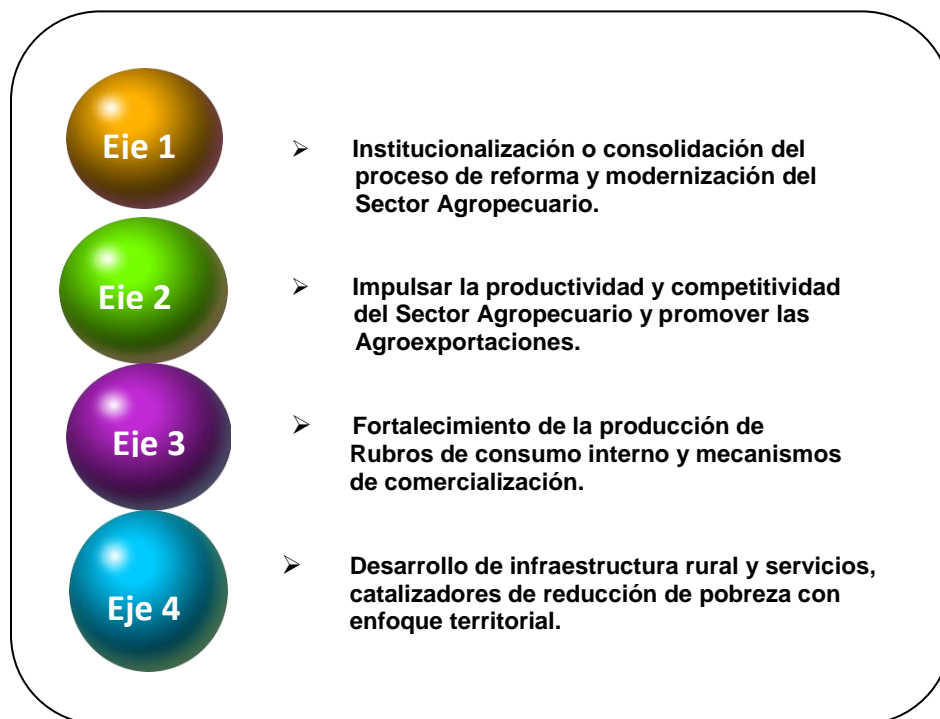 Eje 1
➢ Institucionalización o consolidación del
proceso de reforma y modernización del
Sector Agropecuario.
Eje 2
➢ Impulsar la productividad y competitividad
del Sector Agropecuario y promover las
Agroexportaciones.
Eje 3
➢ Fortalecimiento de la producción de
Rubros de consumo interno y mecanismos
de comercialización.
Eje 4
➢ Desarrollo de infraestructura rural y servicios,
catalizadores de reducción de pobreza con
enfoque territorial.